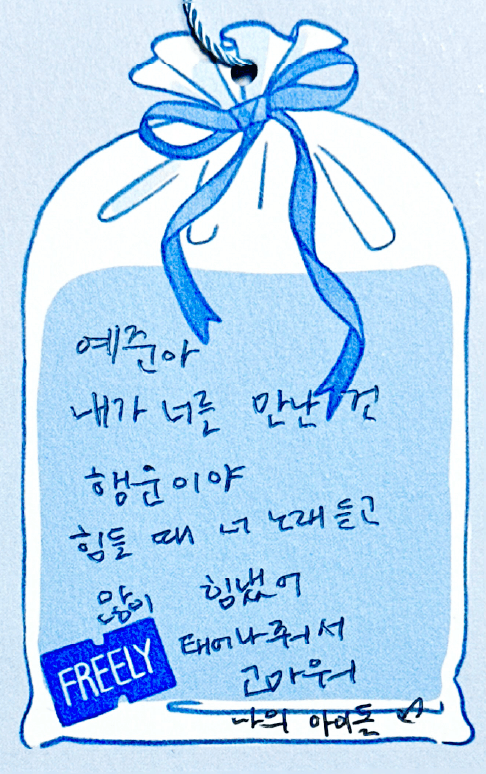 예준아
내가 너를 만난 건
행운이야
힘들 때 너 노래 듣고
많이 힘냈어
태어나줘서
고마워
나의 아이돌
FREELY